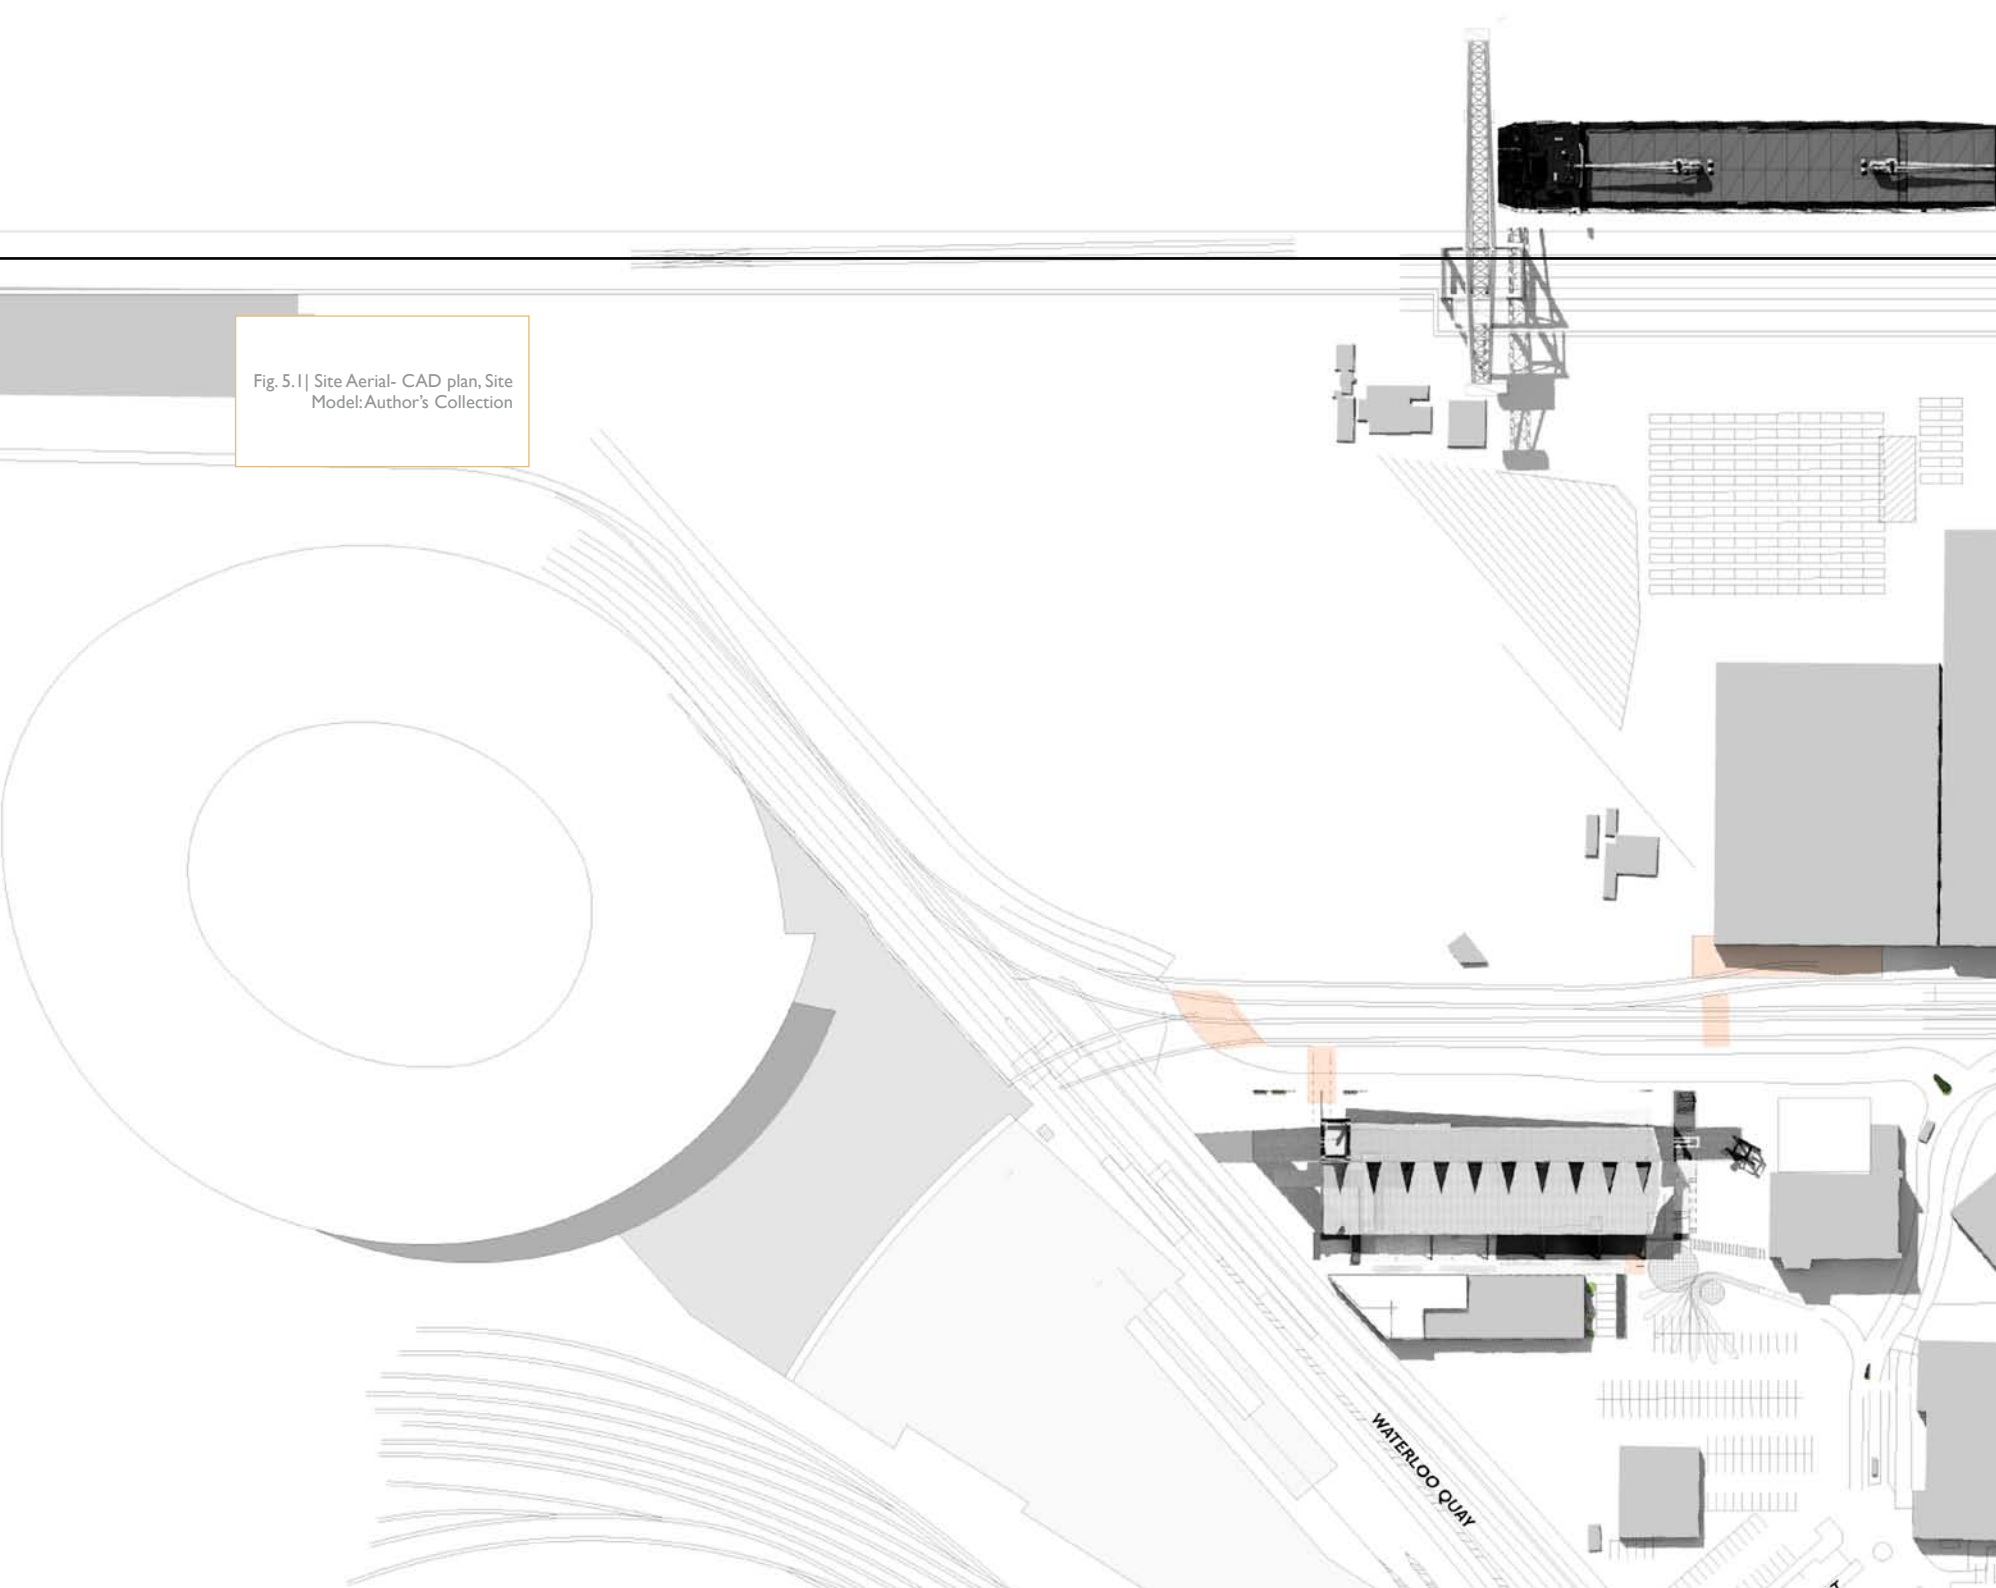 Fig. 5.1| Site Aerial- CAD plan, Site
Model: Author's Collection
WATERLOO QUAY